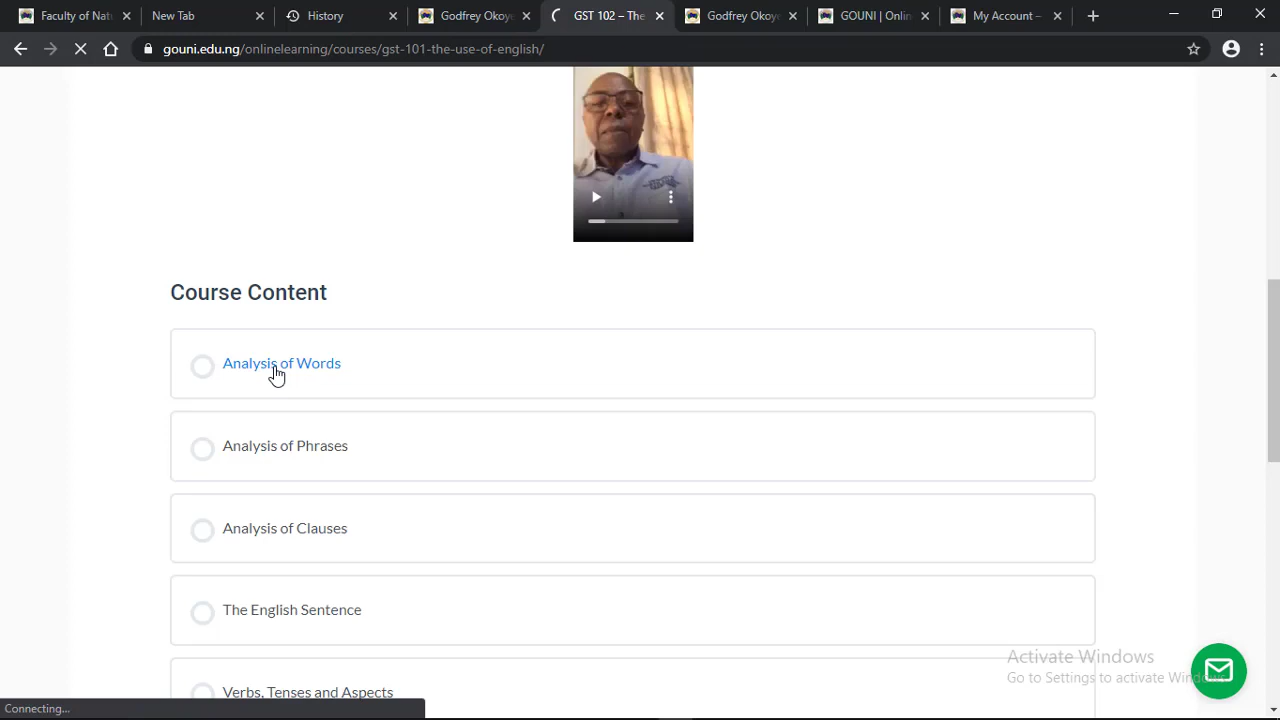 Faculty of Nat
New Tab
History
Godfrey Okoye
GST 102 – The
Godfrey Okoy
GOUNI | Onlin
My Account –
gouni.edu.ng/onlinelearning/courses/gst-101-the-use-of-english/
Course Content
Analysis of Words
Analysis of Phrases
Analysis of Clauses
The English Sentence
Verbs, Tenses and Aspects
Activate Windows
Go to Settings to activate Windows.
Connecting...